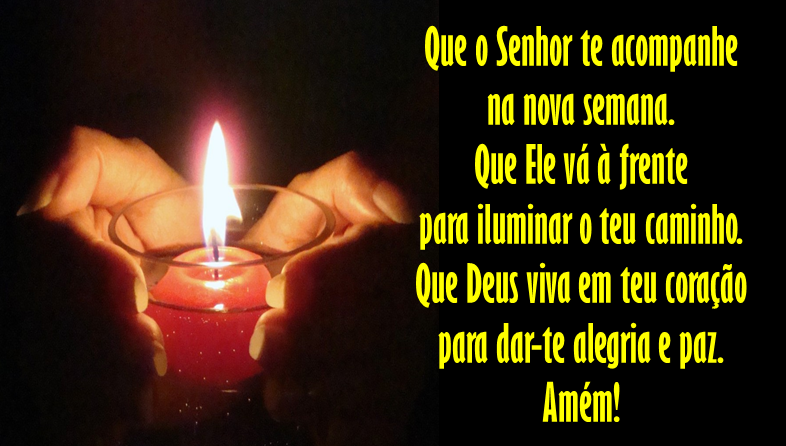 Que o Senhor te acompanhe
na nova semana.
Que Ele vá à frente
para iluminar o teu caminho.
Que Deus viva em teu coração
para dar-te alegria e paz.
Amém!